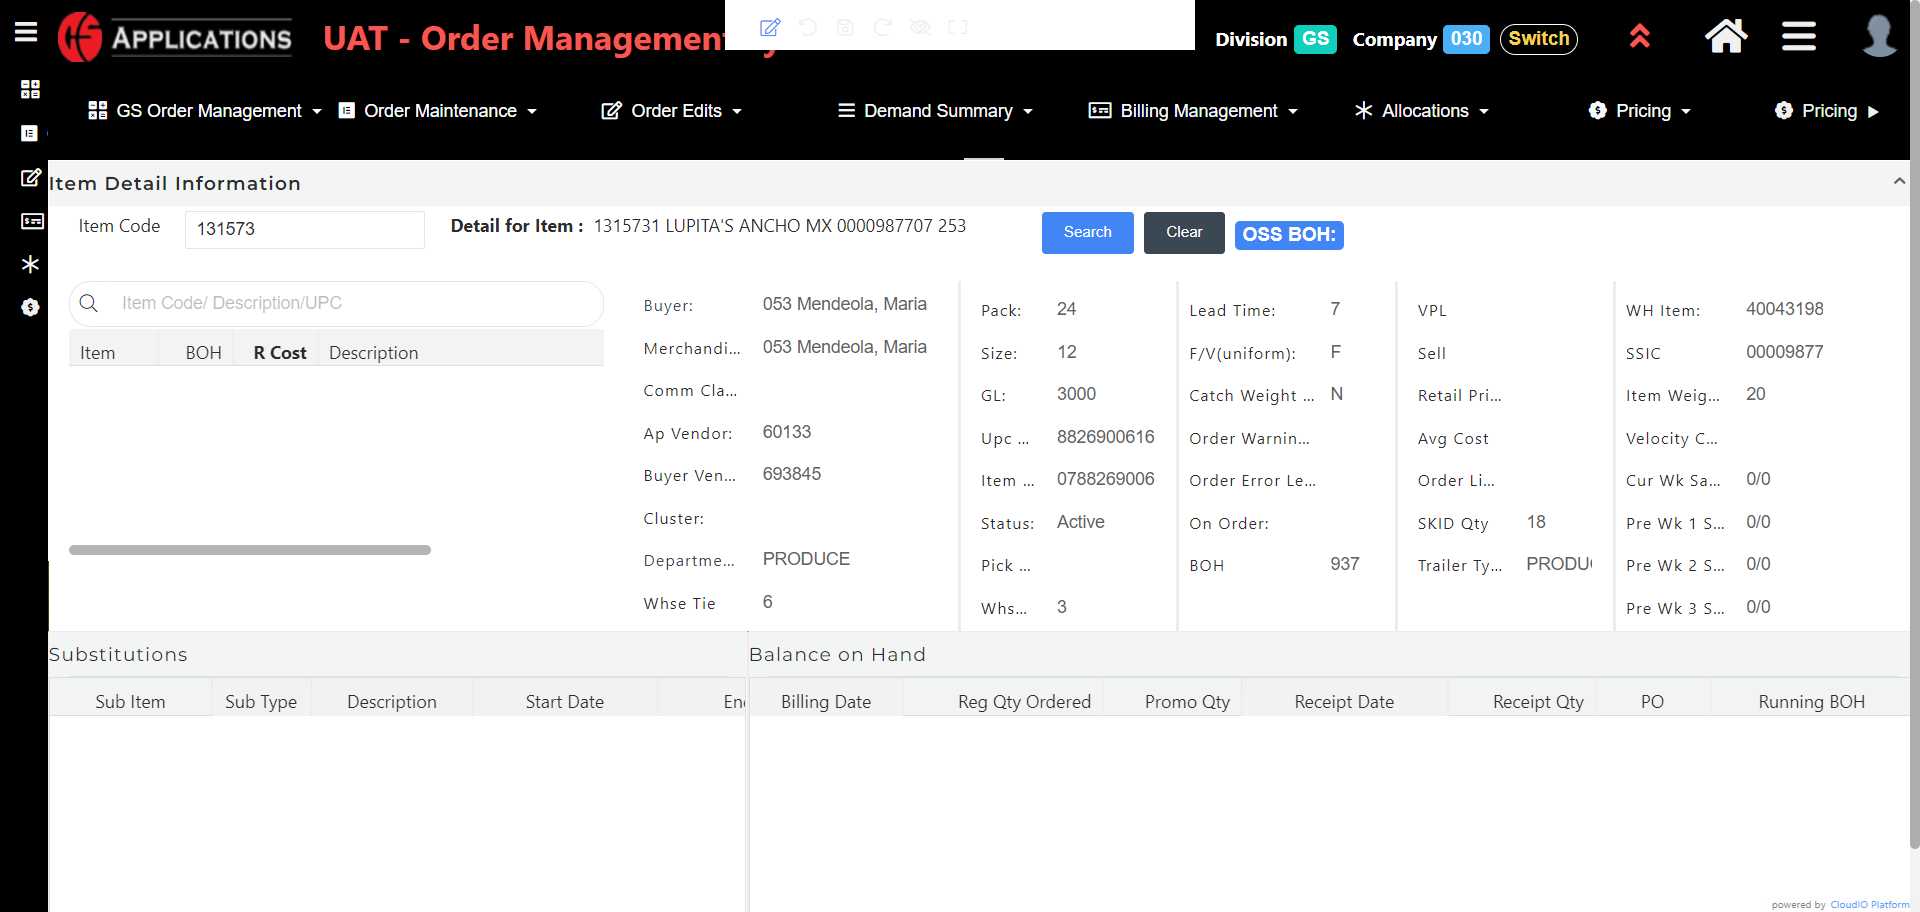 APPLICATIONS
UAT - Order Management
Division GS Company 030 Switch
GS Order Management
Order Maintenance
Order Edits
Demand Summary
Billing Management
Allocations
Pricing
Pricing
Item Detail Information
Item Code 131573 Detail for Item : 1315731 LUPITA'S ANCHO MX 0000987707 253 Search Clear OSS BOH:
Item Code/ Description/UPC
Item BOH R Cost Description
Buyer: 053 Mendeola, Maria
Merchandi... 053 Mendeola, Maria
Comm Cla...
Ap Vendor: 60133
Buyer Ven... 693845
Cluster:
Departme... PRODUCE
Whse Tie 6
Pack: 24
Size: 12
GL: 3000
Upc ... 8826900616
Item ... 0788269006
Status: Active
Pick ...
Whs... 3
Lead Time: 7
F/V(uniform): F
Catch Weight ... N
Order Warnin...
Order Error Le...
On Order:
BOH 937
VPL
Sell
Retail Pri...
Avg Cost
Order Li...
SKID Qty 18
Trailer Ty... PRODU
WH Item: 40043198
SSIC 00009877
Item Weig... 20
Velocity C...
Cur Wk Sa... 0/0
Pre Wk 1 S... 0/0
Pre Wk 2 S... 0/0
Pre Wk 3 S... 0/0
Substitutions
Sub Item Sub Type Description Start Date En
Balance on Hand
Billing Date Reg Qty Ordered Promo Qty Receipt Date Receipt Qty PO Running BOH
powered by CloudIO Platform